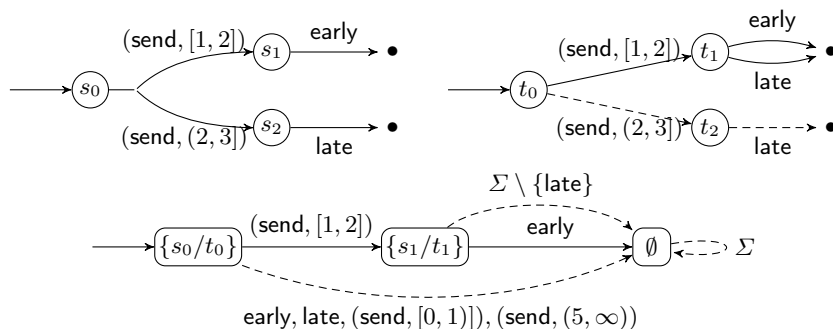 (send, [1, 2])
s₀
s₁
early
(send, (2, 3])
s₂
late
(send, [1, 2])
t₀
t₁
early
late
(send, (2, 3])
t₂
late
Σ \ {late}
{s₀/t₀}
(send, [1, 2])
{s₁/t₁}
early
∅
Σ
early, late, (send, [0, 1)]), (send, (5, ∞))